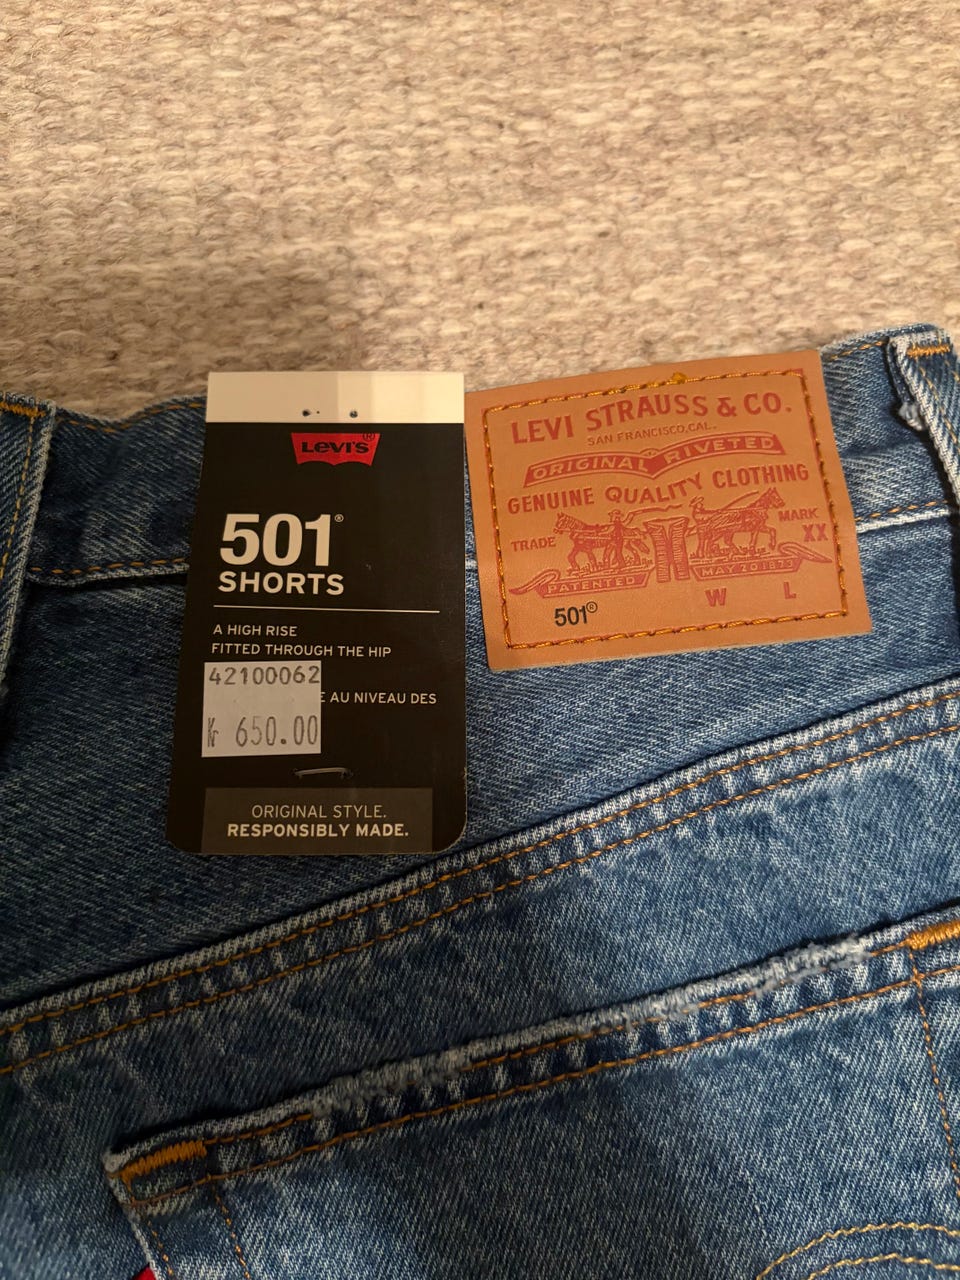 Levi's®
501®
SHORTS
A HIGH RISE
FITTED THROUGH THE HIP
42100062
AU NIVEAU DES
Kr 650.00
ORIGINAL STYLE.
RESPONSIBLY MADE.
LEVI STRAUSS & CO.
SAN FRANCISCO, CAL.
ORIGINAL RIVETED
GENUINE QUALITY CLOTHING
TRADE MARK
XX
PATENTED MAY 20 1873
W L
501®